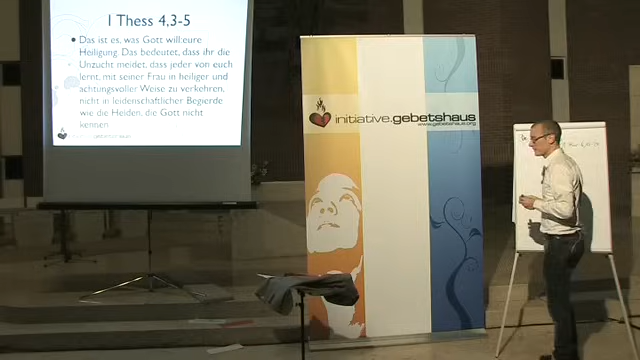 1 Thess 4,3-5
• Das ist es, was Gott will:eure
Heiligung. Das bedeutet, dass ihr die
Unzucht meidet, dass jeder von euch
lernt, mit seiner Frau in heiliger und
achtungsvoller Weise zu verkehren,
nicht in leidenschaftlicher Begierde
wie die Heiden, die Gott nicht
kennen
initiative.gebetshaus
www.gebetshaus.org